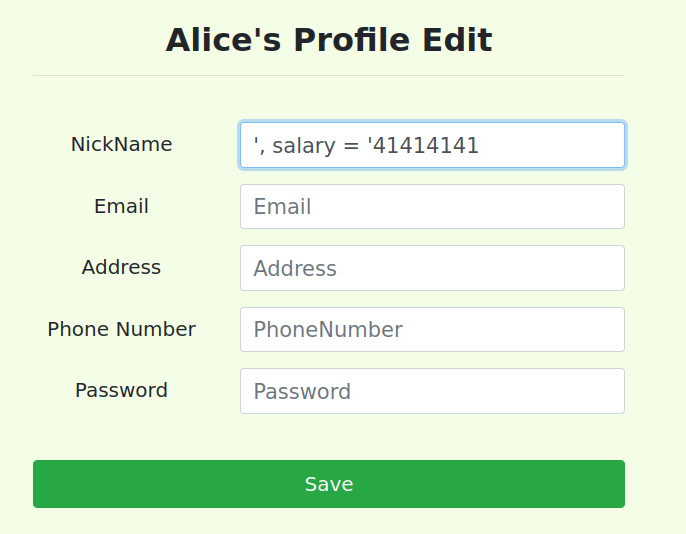 Alice's Profile Edit
NickName
', salary = '41414141
Email
Email
Address
Address
Phone Number
PhoneNumber
Password
Password
Save